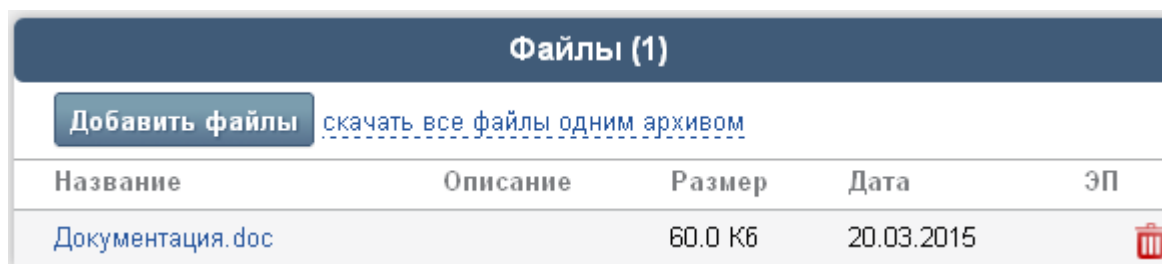 Файлы (1)
Добавить файлы скачать все файлы одним архивом
Название Описание Размер Дата ЭП
Документация.doc 60.0 Кб 20.03.2015